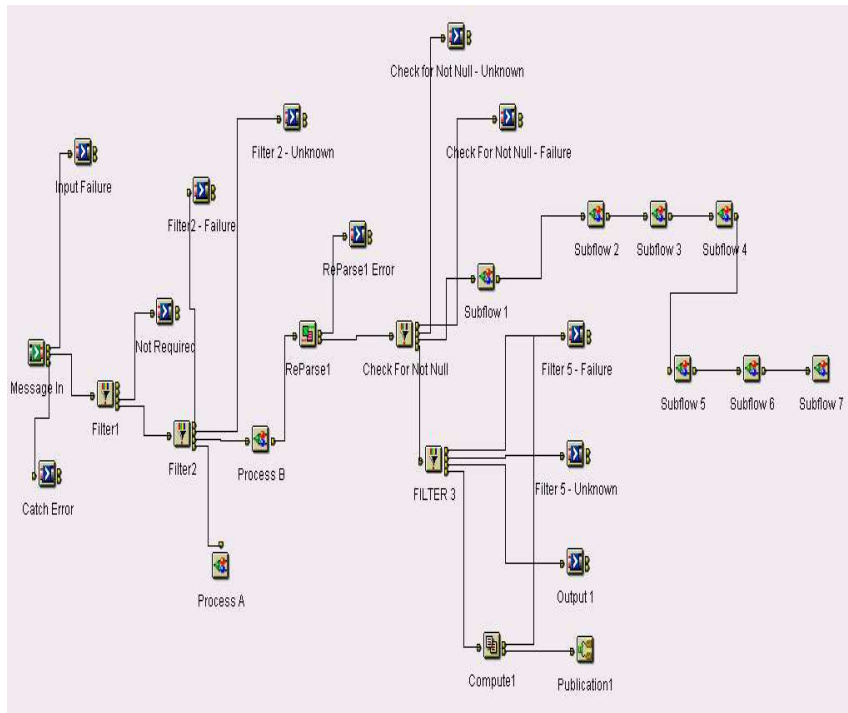 Check for Not Null - Unknown
Filter 2 - Unknown
Check For Not Null - Failure
Input Failure
Filter2 - Failure
Subflow 2
Subflow 3
Subflow 4
ReParse1 Error
Subflow 1
Not Required
Message In
ReParse1
Check For Not Null
Filter 5 - Failure
Subflow 5
Subflow 6
Subflow 7
Filter1
Filter2
Process B
FILTER 3
Filter 5 - Unknown
Catch Error
Process A
Output 1
Compute1
Publication1